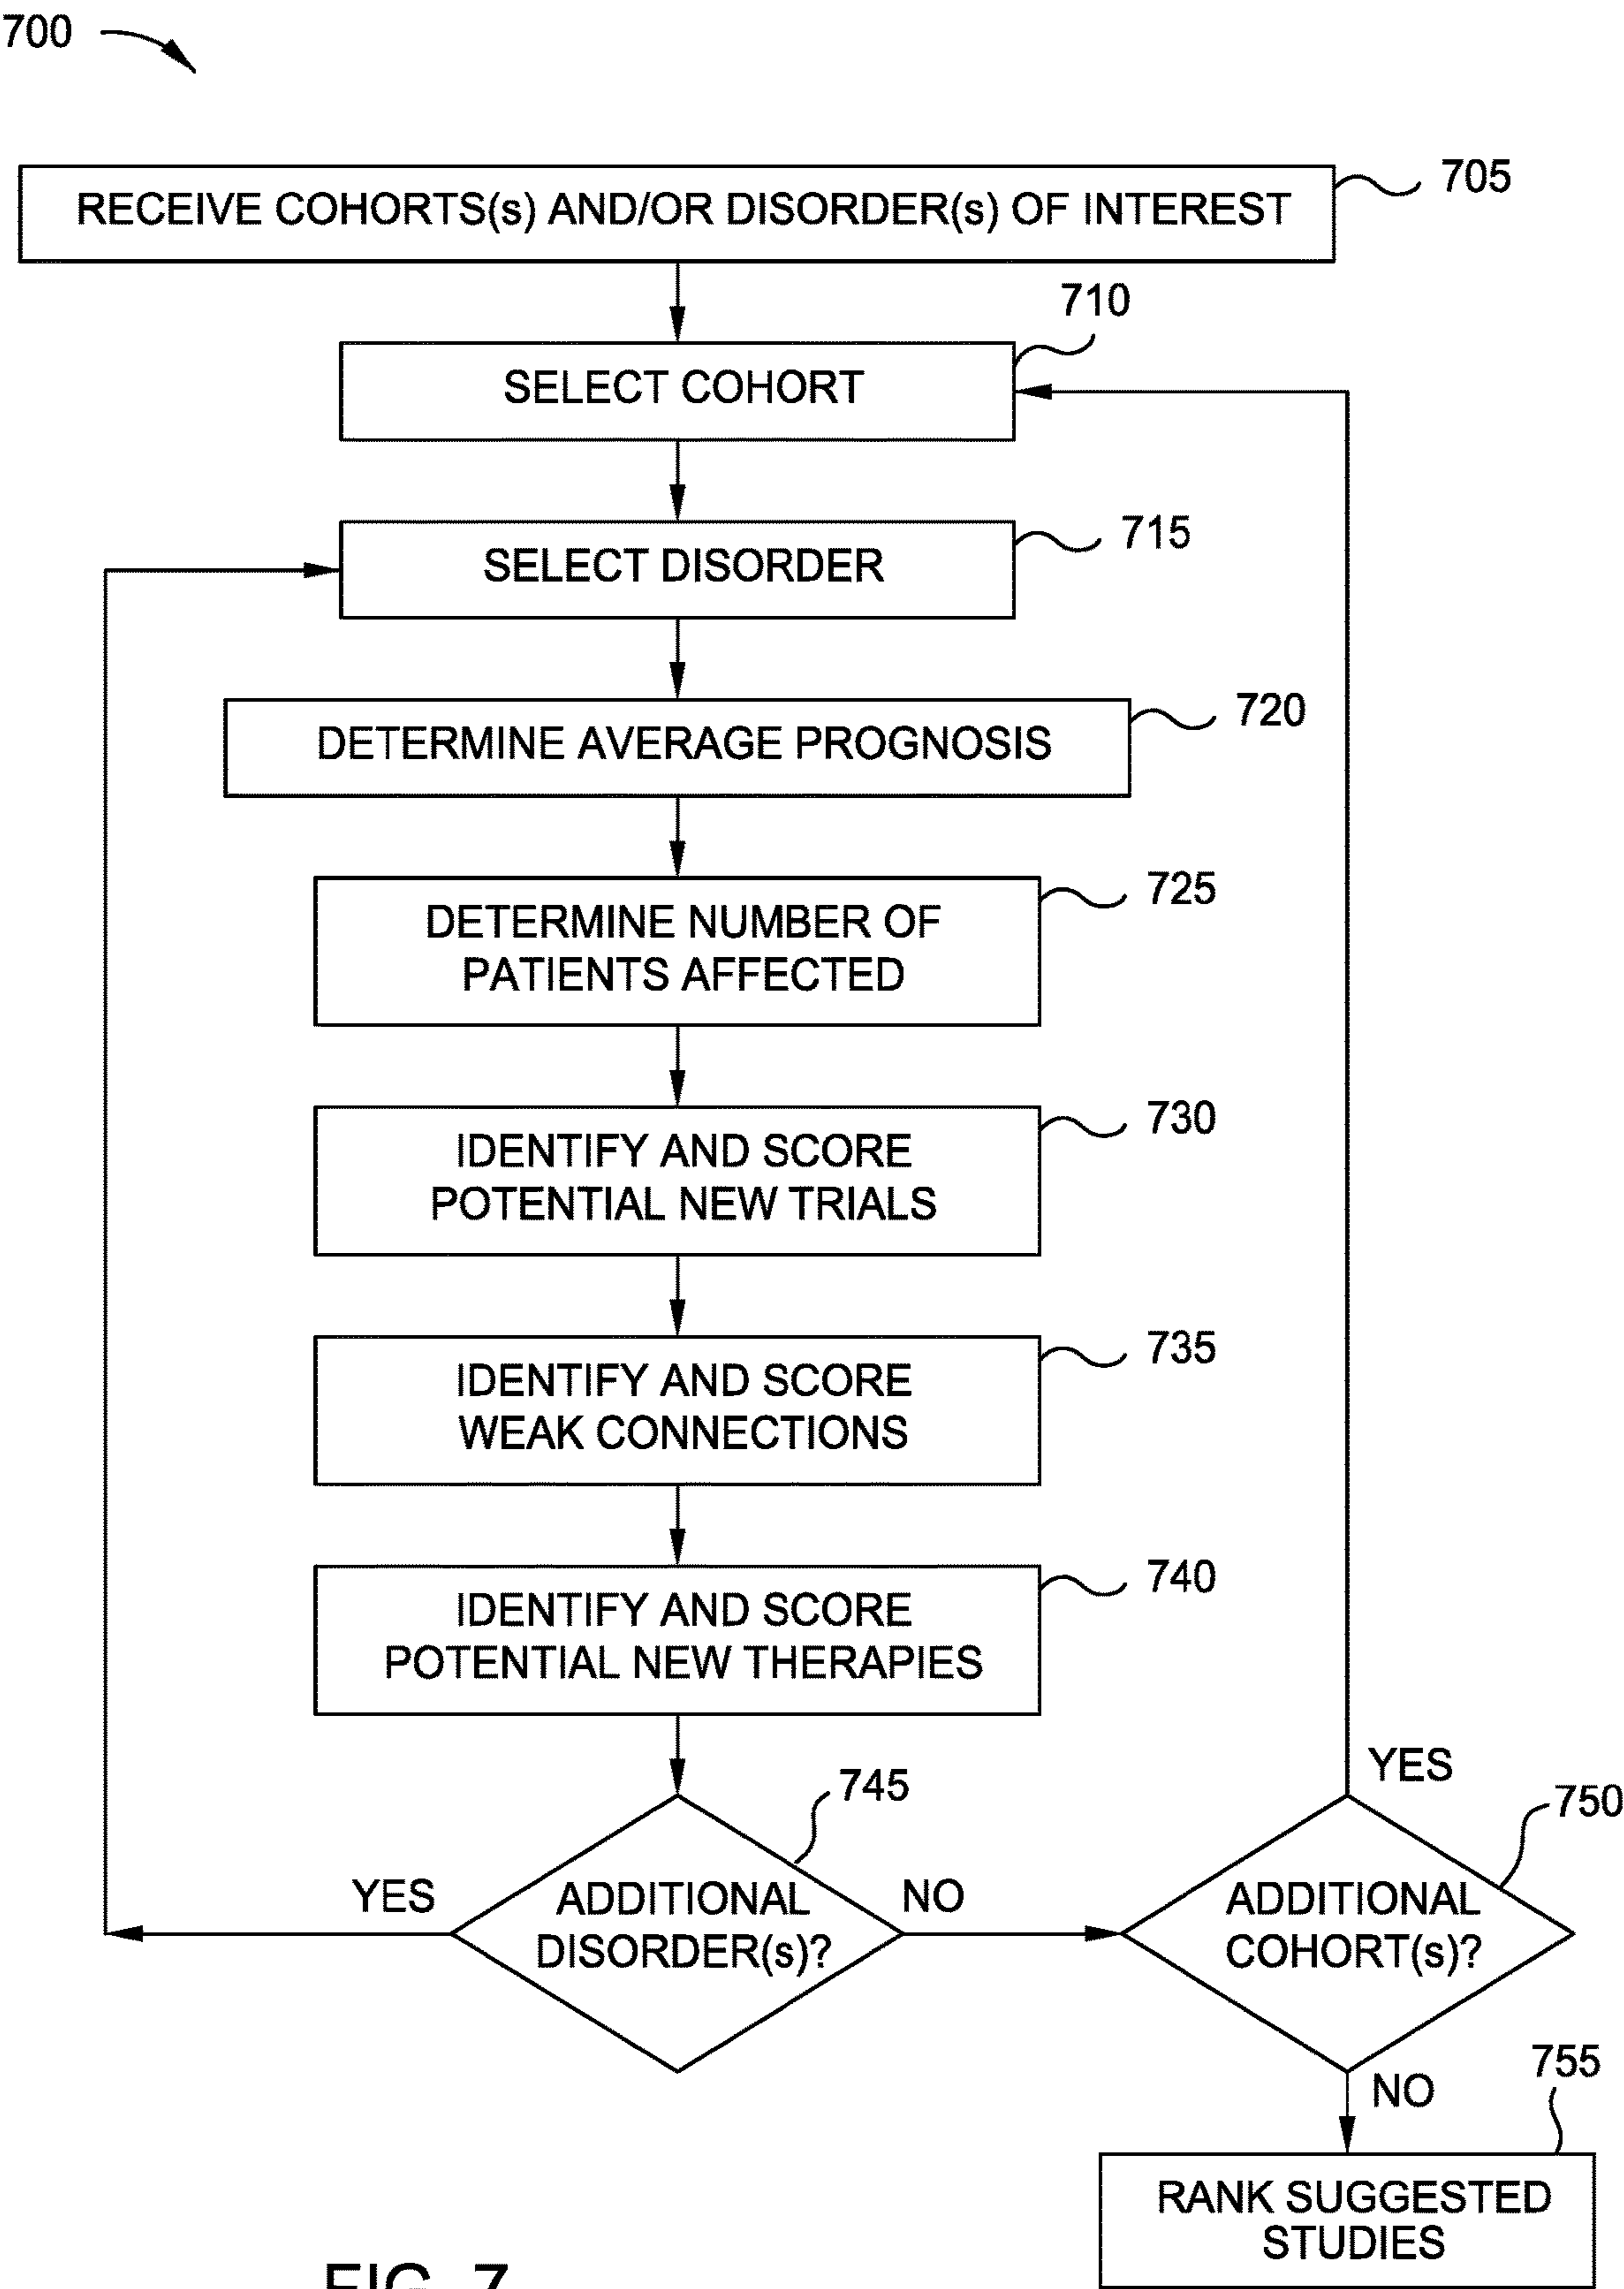 700
RECEIVE COHORTS(s) AND/OR DISORDER(s) OF INTEREST
705
710
SELECT COHORT
SELECT DISORDER
715
DETERMINE AVERAGE PROGNOSIS
720
DETERMINE NUMBER OF
PATIENTS AFFECTED
725
IDENTIFY AND SCORE
POTENTIAL NEW TRIALS
730
IDENTIFY AND SCORE
WEAK CONNECTIONS
735
IDENTIFY AND SCORE
POTENTIAL NEW THERAPIES
740
745
YES
ADDITIONAL
DISORDER(s)?
NO
YES
750
ADDITIONAL
COHORT(s)?
NO
755
RANK SUGGESTED
STUDIES
FIG. 7